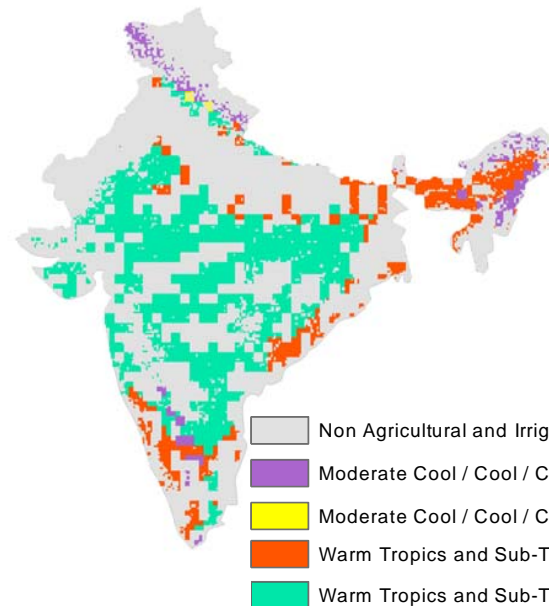 Non Agricultural and Irrig
Moderate Cool / Cool / C
Moderate Cool / Cool / C
Warm Tropics and Sub-T
Warm Tropics and Sub-T